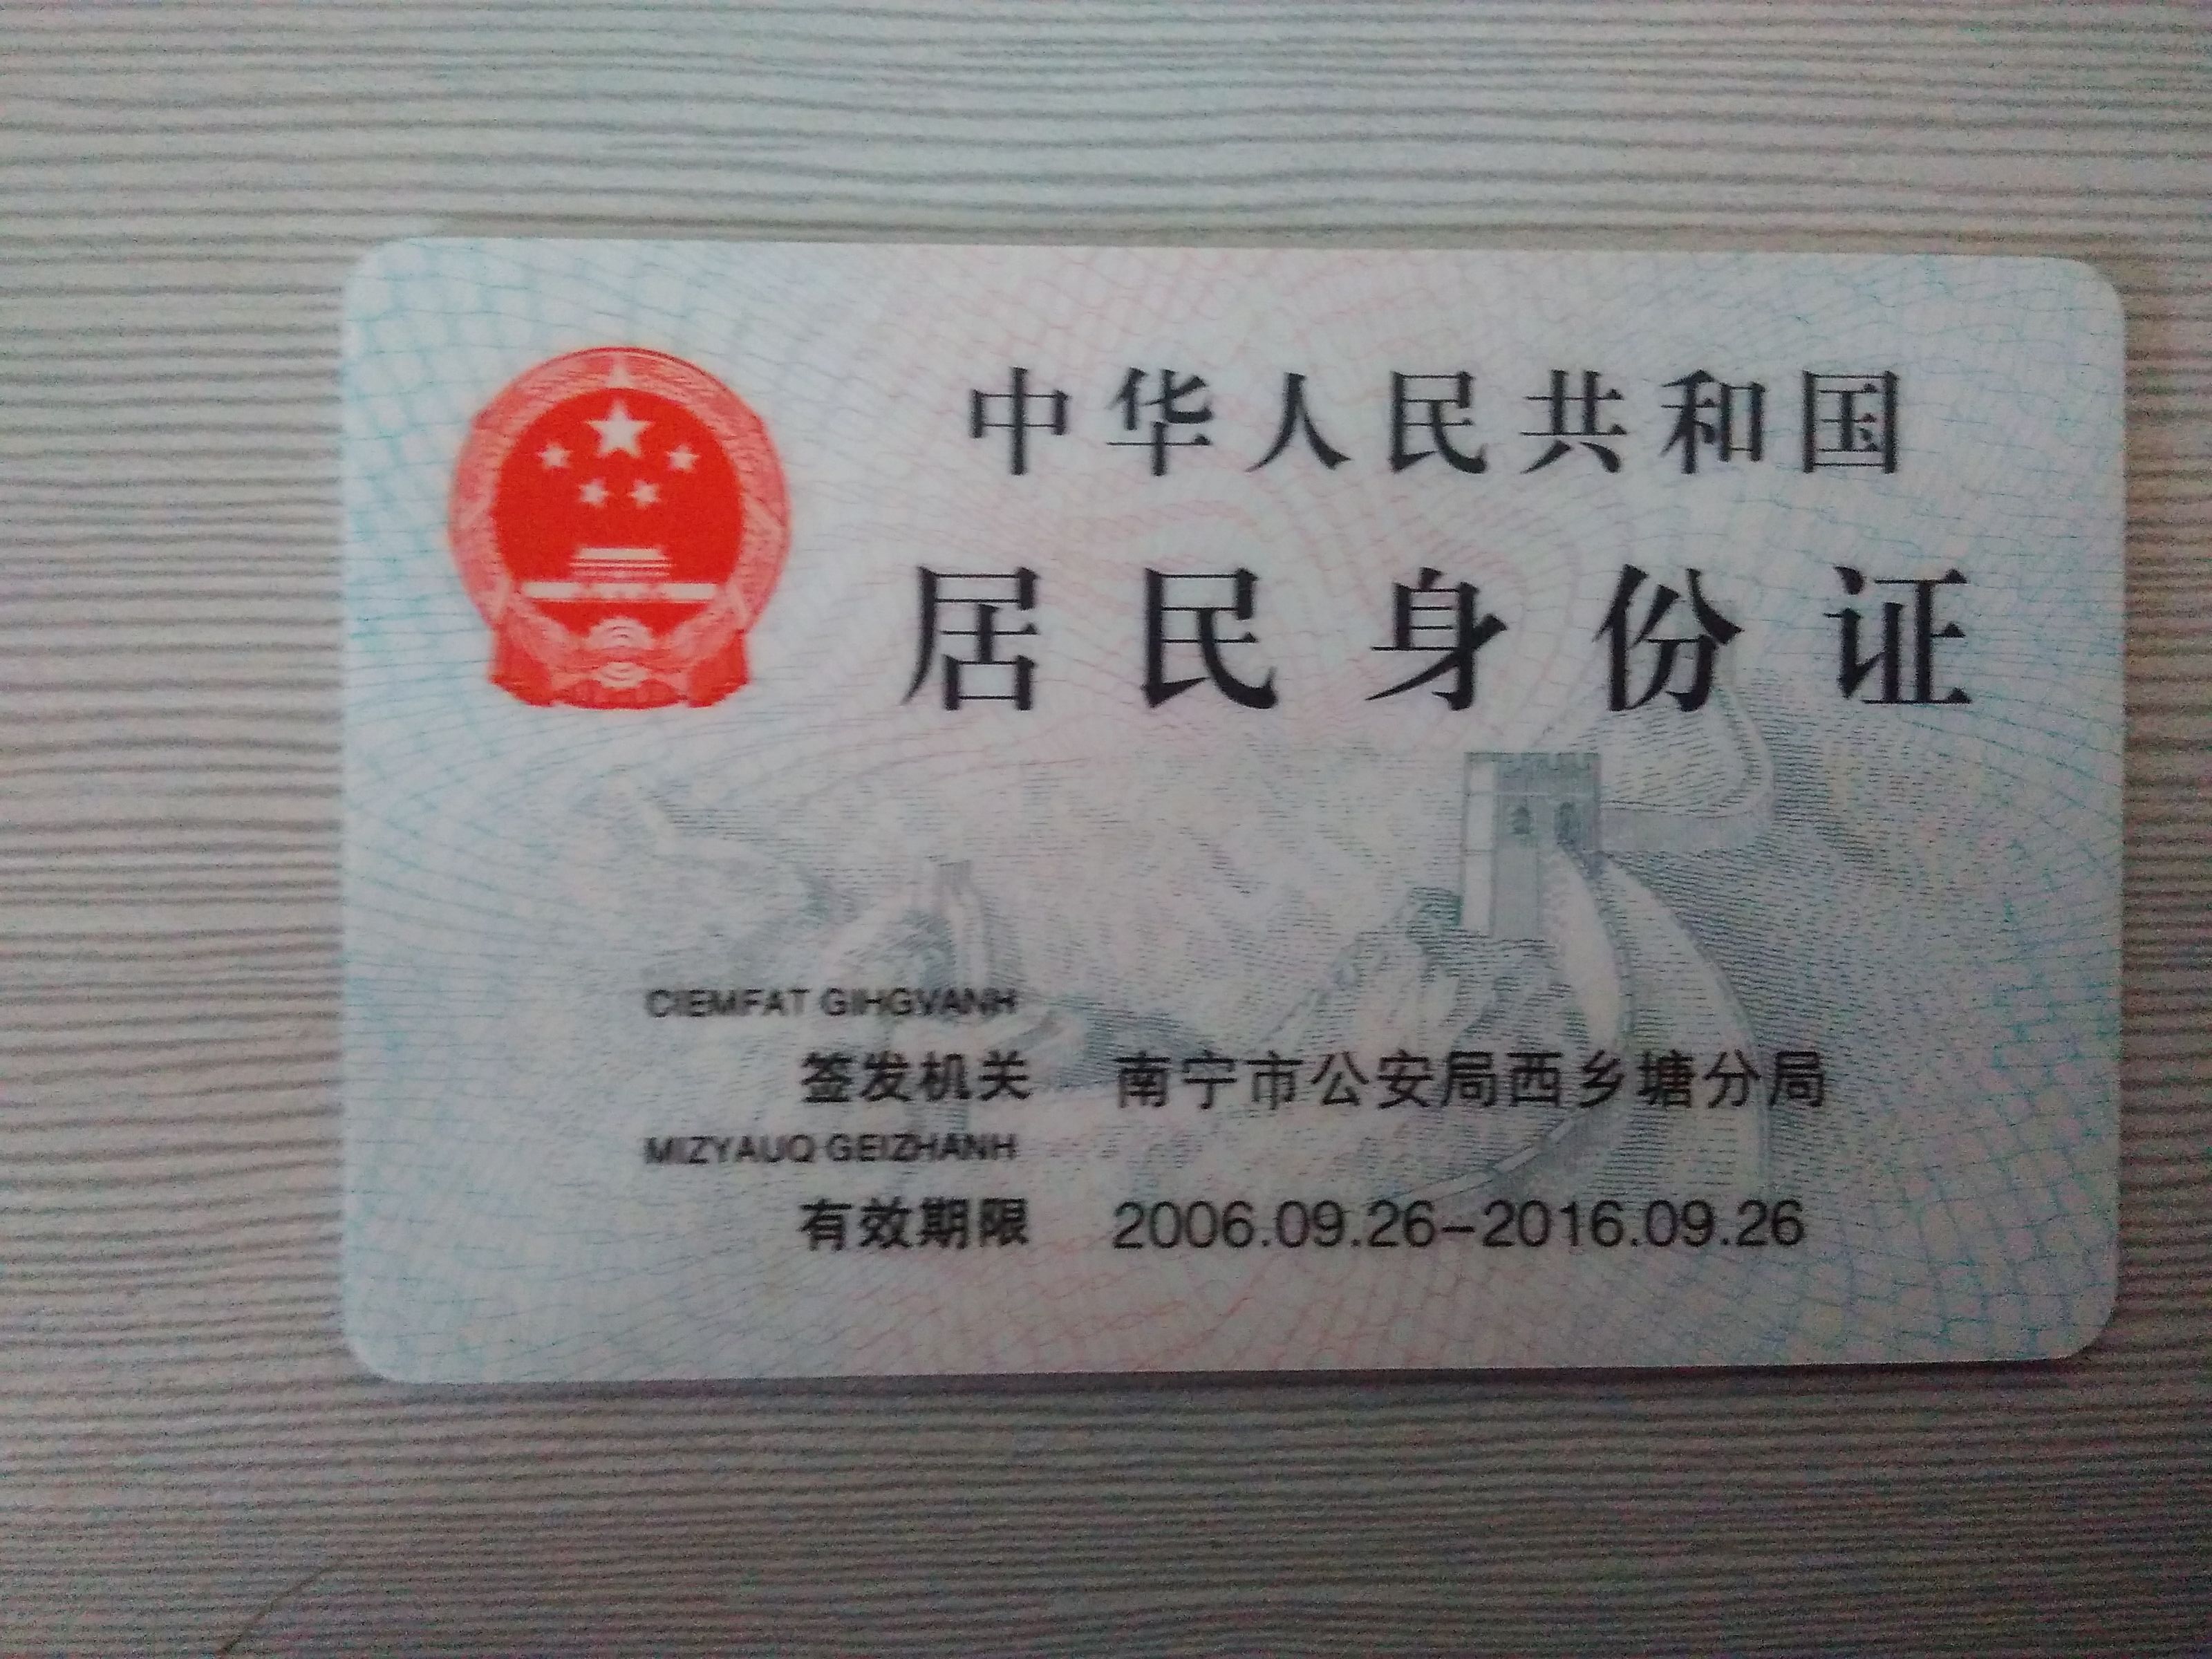 中华人民共和国
居民身份证
CIEMFAT GIHGVANH
签发机关 南宁市公安局西乡塘分局
MIZYAUQ GEIZHANH
有效期限 2006.09.26-2016.09.26